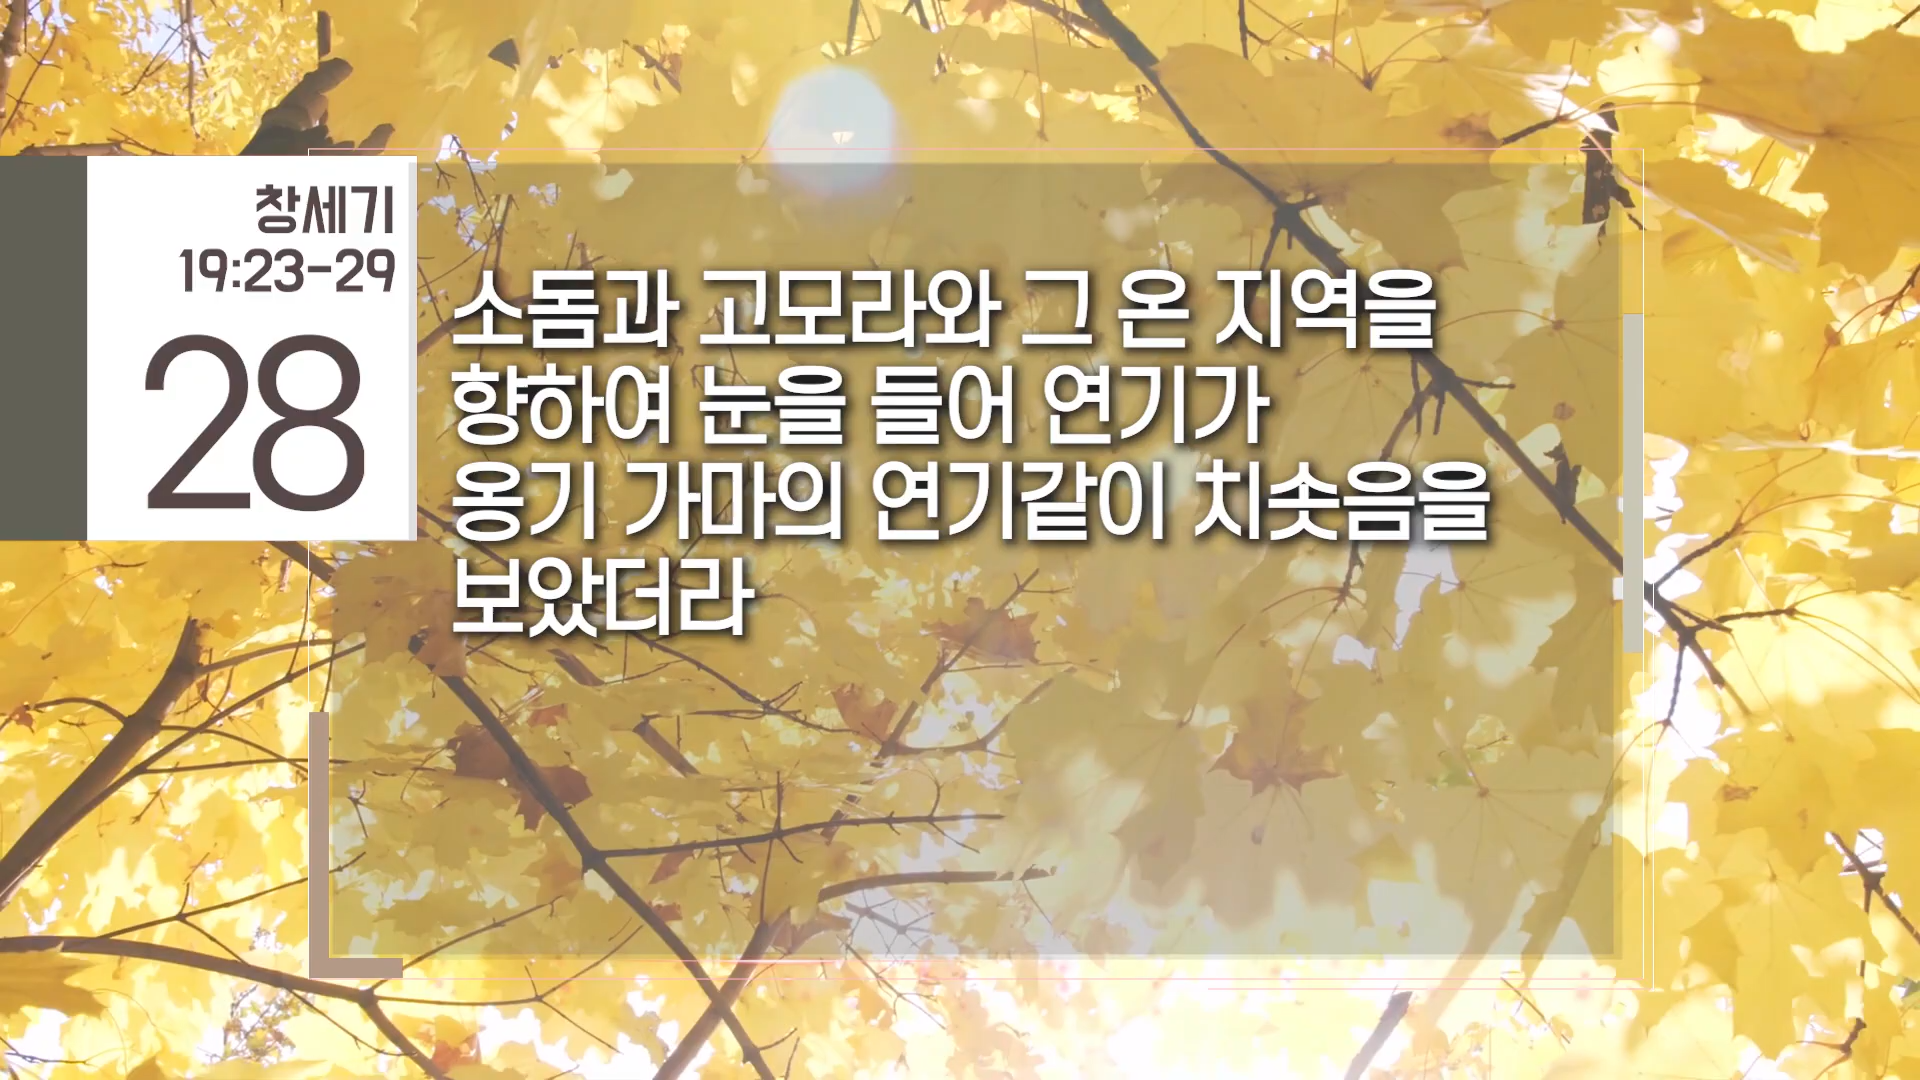 창세기
19:23-29
28
소돔과 고모라와 그 온 지역을
향하여 눈을 들어 연기가
옹기 가마의 연기같이 치솟음을
보았더라